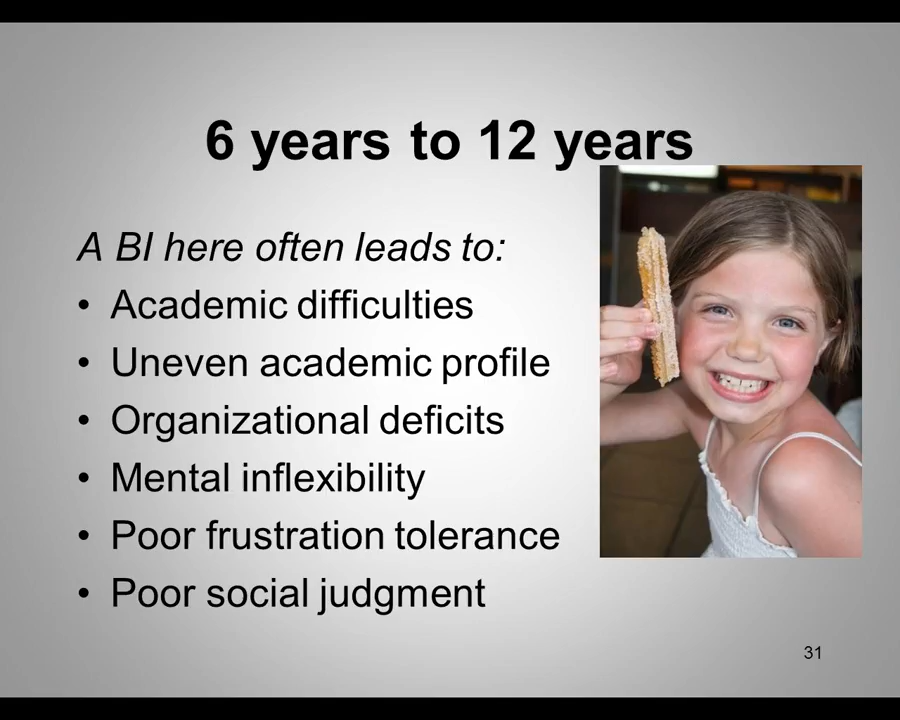 6 years to 12 years
A BI here often leads to:
• Academic difficulties
• Uneven academic profile
• Organizational deficits
• Mental inflexibility
• Poor frustration tolerance
• Poor social judgment
31